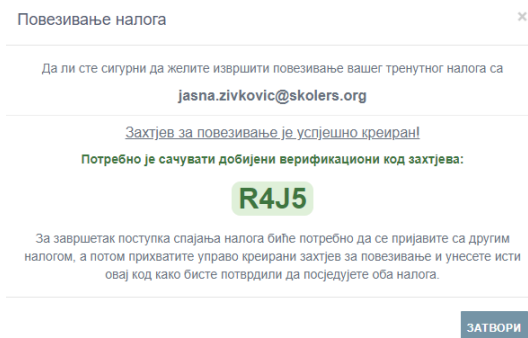 Повезивање налога
×
Да ли сте сигурни да желите извршити повезивање вашег тренутног налога са
jasna.zivkovic@skolers.org
Захтјев за повезивање је успјешно креиран!
Потребно је сачувати добијени верификациони код захтјева:
R4J5
За завршетак поступка спајања налога биће потребно да се пријавите са другим
налогом, а потом прихватите управо креирани захтјев за повезивање и унесете исти
овај код како бисте потврдили да посједујете оба налога.
ЗАТВОРИ